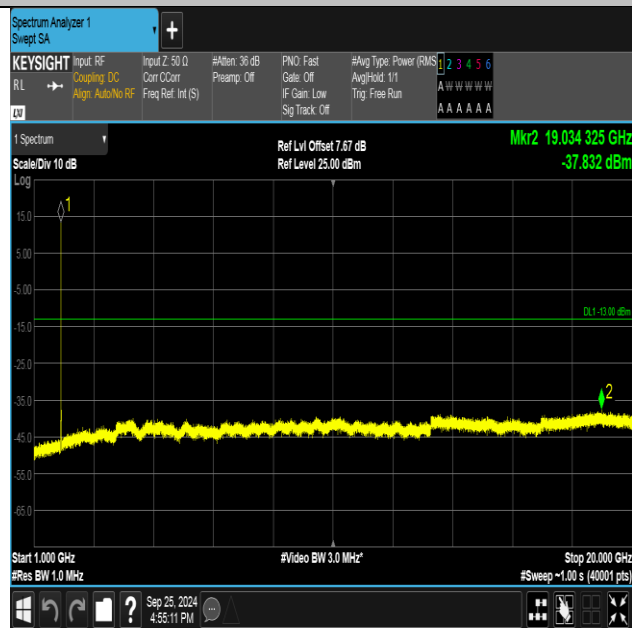 Spectrum Analyzer 1
Swept SA
+
KEYSIGHT
RL
LXI
Input: RF
Coupling: DC
Align: Auto/No RF
Input Z: 50 Ω
Corr CCorr
Freq Ref: Int (S)
#Atten: 36 dB
Preamp: Off
PNO: Fast
Gate: Off
IF Gain: Low
Sig Track: Off
#Avg Type: Power (RMS
Avg|Hold: 1/1
Trig: Free Run
1 2 3 4 5 6
A W W W W W
A A A A A A
1 Spectrum
Scale/Div 10 dB
Log
Ref Lvl Offset 7.67 dB
Ref Level 25.00 dBm
Mkr2 19.034 325 GHz
-37.832 dBm
15.0
5.00
-5.00
-15.0
-25.0
-35.0
-45.0
-55.0
-65.0
1
DL1 -13.00 dBm
2
Start 1.000 GHz
#Res BW 1.0 MHz
#Video BW 3.0 MHz*
Stop 20.000 GHz
#Sweep ~1.00 s (40001 pts)
?
Sep 25, 2024
4:55:11 PM